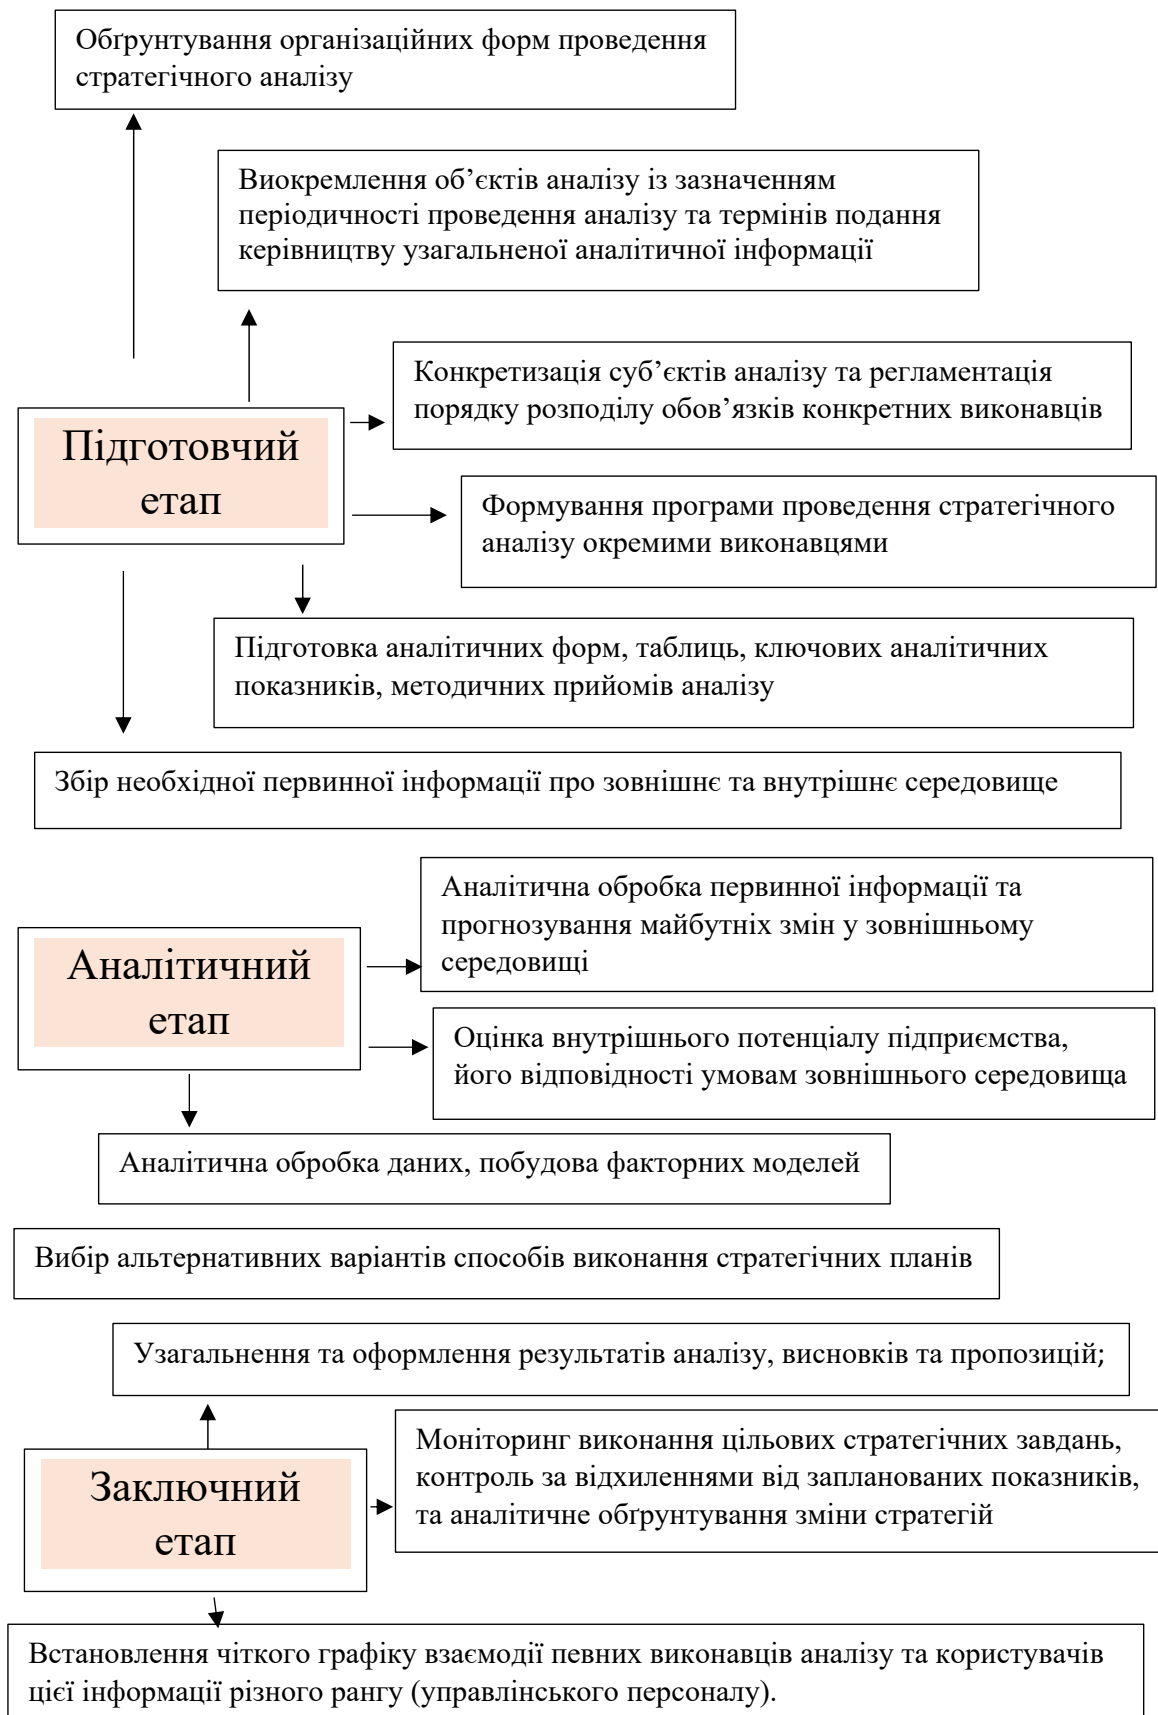 Обґрунтування організаційних форм проведення
стратегічного аналізу
Виокремлення об’єктів аналізу із зазначенням
періодичності проведення аналізу та термінів подання
керівництву узагальненої аналітичної інформації
Конкретизація суб’єктів аналізу та регламентація
порядку розподілу обов’язків конкретних виконавців
Підготовчий
етап
Формування програми проведення стратегічного
аналізу окремими виконавцями
Підготовка аналітичних форм, таблиць, ключових аналітичних
показників, методичних прийомів аналізу
Збір необхідної первинної інформації про зовнішнє та внутрішнє середовище
Аналітична обробка первинної інформації та
прогнозування майбутніх змін у зовнішньому
середовищі
Аналітичний
етап
Оцінка внутрішнього потенціалу підприємства,
його відповідності умовам зовнішнього середовища
Аналітична обробка даних, побудова факторних моделей
Вибір альтернативних варіантів способів виконання стратегічних планів
Узагальнення та оформлення результатів аналізу, висновків та пропозицій;
Моніторинг виконання цільових стратегічних завдань,
контроль за відхиленнями від запланованих показників,
та аналітичне обґрунтування зміни стратегій
Заключний
етап
Встановлення чіткого графіку взаємодії певних виконавців аналізу та користувачів
цієї інформації різного рангу (управлінського персоналу).